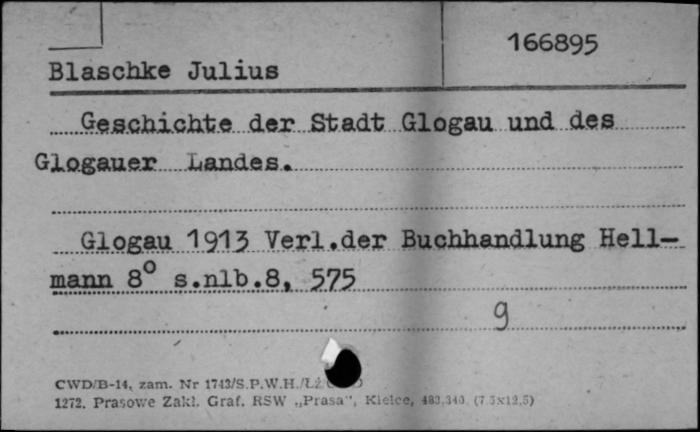 166895
Blaschke Julius
Geschichte der Stadt Glogau und des
Glogauer Landes.
Glogau 1913 Verl.der Buchhandlung Hell-
mann 8° s.nlb.8, 575
g
CWD/B-14, zam. Nr 1743/S.P.W.H./
1272. Prasowe Zakł. Graf. RSW „Prasa", Kielce, 483.340 (7.5x12,5)